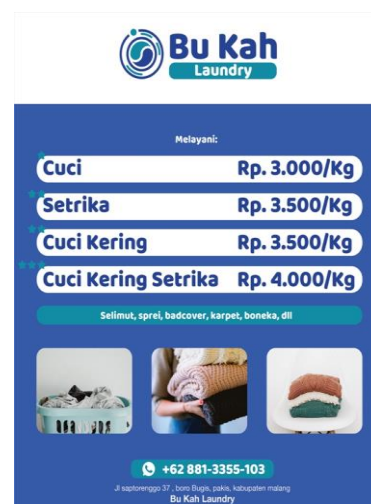 Bu Kah
Laundry
Melayani:
Cuci Rp. 3.000/Kg
Setrika Rp. 3.500/Kg
Cuci Kering Rp. 3.500/Kg
Cuci Kering Setrika Rp. 4.000/Kg
Selimut, sprei, badcover, karpet, boneka, dll
+62 881-3355-103
Jl saptorenggo 37 , boro Bugis, pakis, kabupaten malang
Bu Kah Laundry